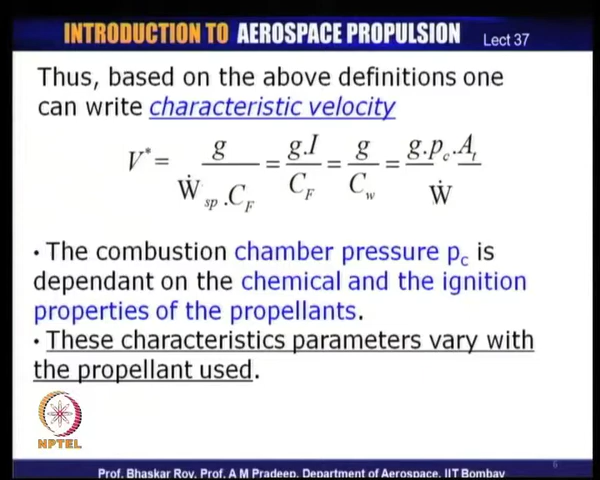 INTRODUCTION TO AEROSPACE PROPULSION Lect 37
Thus, based on the above definitions one
can write characteristic velocity
V* = g / (Ẇsp .CF) = g.I / CF = g / Cw = g.pc.At / Ẇ
· The combustion chamber pressure pc is
dependant on the chemical and the ignition
properties of the propellants.
· These characteristics parameters vary with
the propellant used.
NPTEL
6
Prof. Bhaskar Roy, Prof. A M Pradeep, Department of Aerospace, IIT Bombay